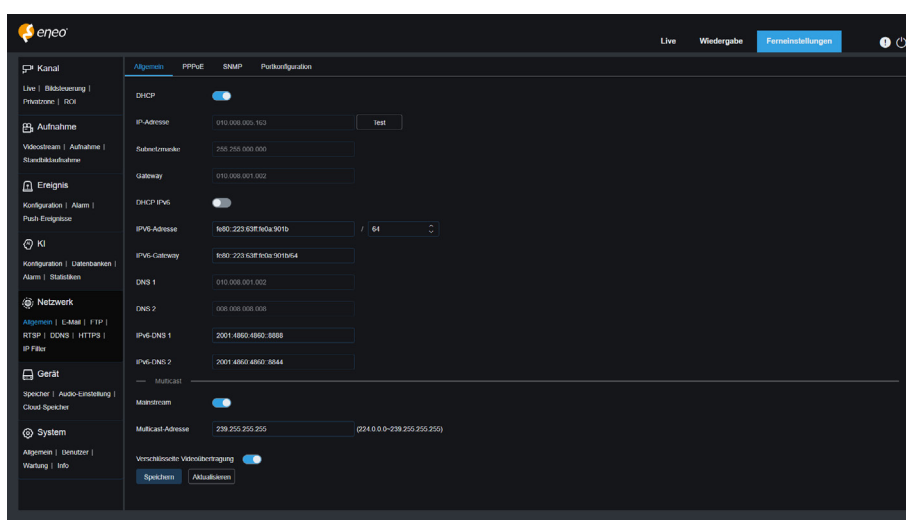 eneo
Live Wiedergabe Ferneinstellungen
Kanal
Live | Bildsteuerung |
Privatzone | ROI
Aufnahme
Videostream | Aufnahme |
Standbildaufnahme
Ereignis
Konfiguration | Alarm |
Push-Ereignisse
KI
Konfiguration | Datenbanken |
Alarm | Statistiken
Netzwerk
Allgemein | E-Mail | FTP |
RTSP | DDNS | HTTPS |
IP Filter
Gerät
Speicher | Audio-Einstellung |
Cloud-Speicher
System
Allgemein | Benutzer |
Wartung | Info
Allgemein PPPoE SNMP Portkonfiguration
DHCP
IP-Adresse 010.008.005.163 Test
Subnetzmaske 255.255.000.000
Gateway 010.008.001.002
DHCP IPv6
IPV6-Adresse fe80::223:63ff:fe0a:901b / 64
IPV6-Gateway fe80::223:63ff:fe0a:901b/64
DNS 1 010.008.001.002
DNS 2 008.008.008.008
IPv6-DNS 1 2001:4860:4860::8888
IPv6-DNS 2 2001:4860:4860::8844
Multicast
Mainstream
Multicast-Adresse 239.255.255.255 (224.0.0.0~239.255.255.255)
Verschlüsselte Videoübertragung
Speichern Aktualisieren